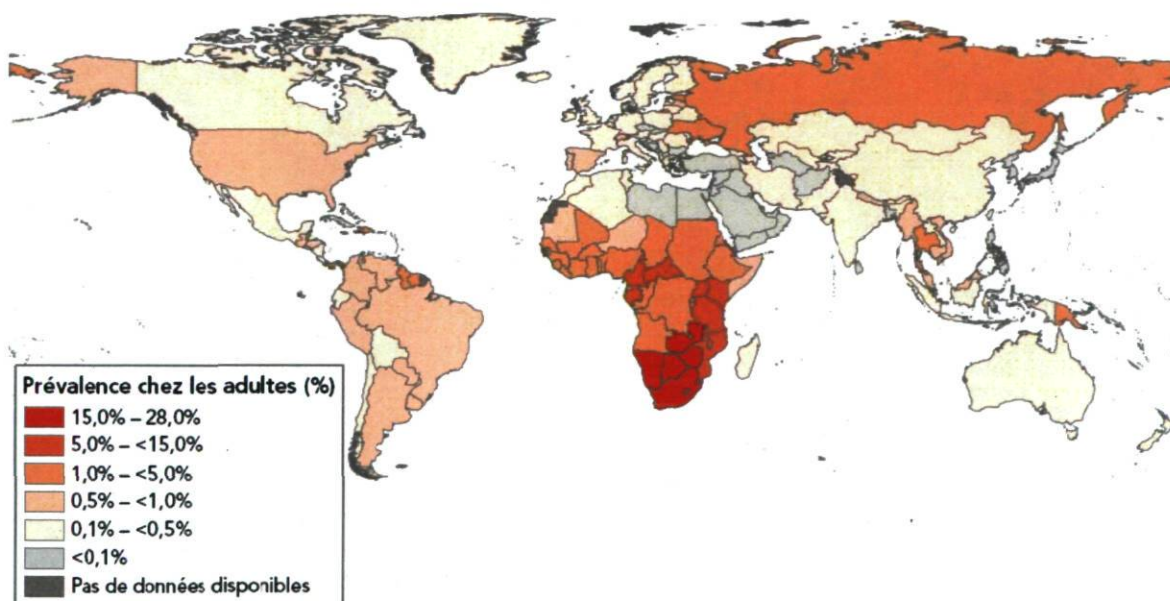 Prévalence chez les adultes (%)
15,0% – 28,0%
5,0% – <15,0%
1,0% – <5,0%
0,5% – <1,0%
0,1% – <0,5%
<0,1%
Pas de données disponibles